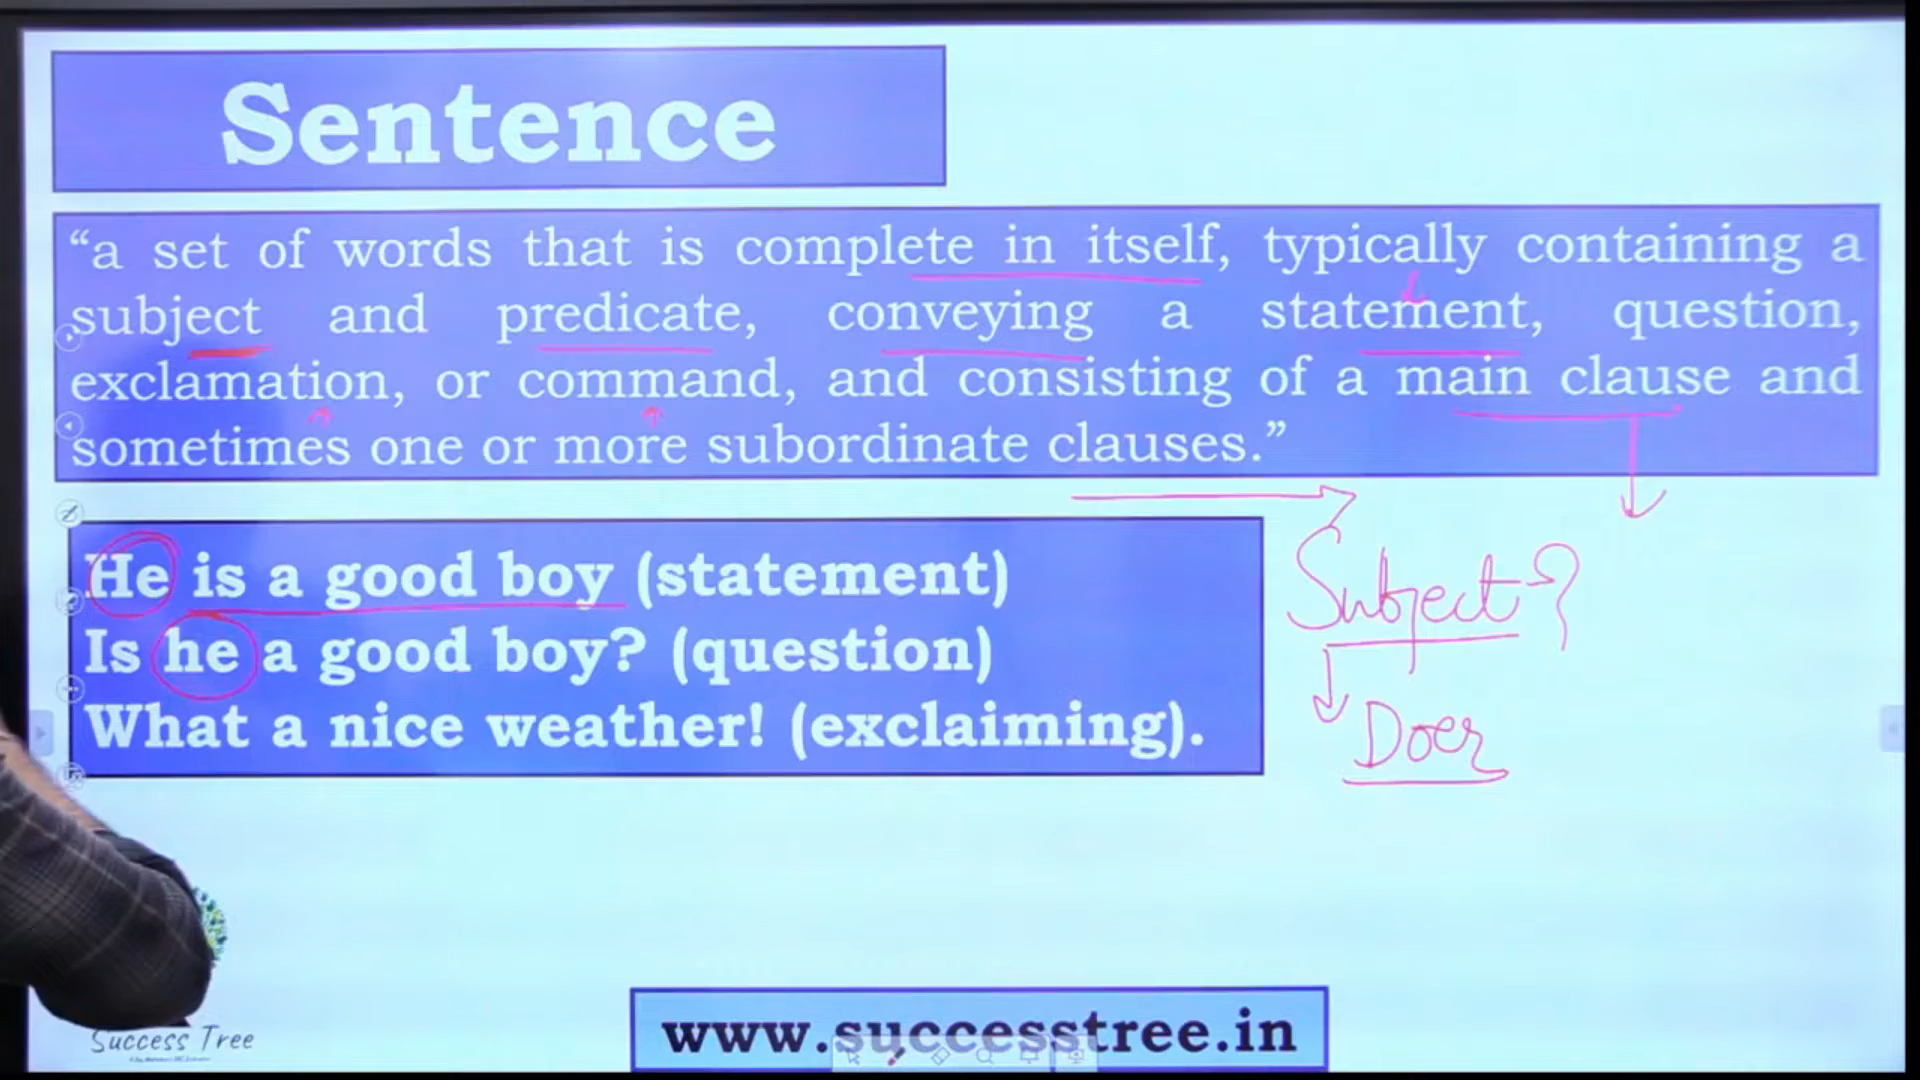 Sentence
“a set of words that is complete in itself, typically containing a
subject and predicate, conveying a statement, question,
exclamation, or command, and consisting of a main clause and
sometimes one or more subordinate clauses.”
He is a good boy (statement)
Is he a good boy? (question)
What a nice weather! (exclaiming).
Subject?
Doer
Success Tree
www.successtree.in